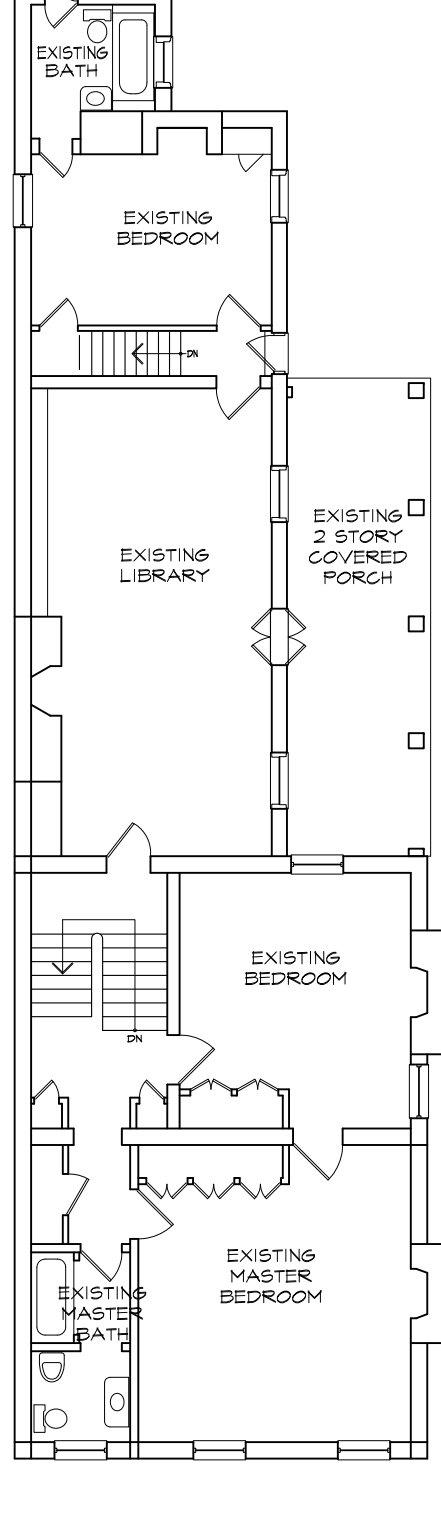 EXISTING
BATH
EXISTING
BEDROOM
DN
EXISTING
2 STORY
COVERED
PORCH
EXISTING
LIBRARY
EXISTING
BEDROOM
DN
EXISTING
MASTER
BEDROOM
EXISTING
MASTER
BATH